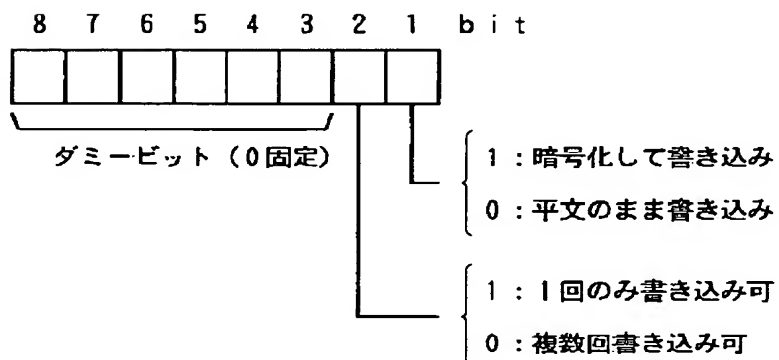 8 7 6 5 4 3 2 1 bit
ダミービット（0固定）
1：暗号化して書き込み
0：平文のまま書き込み
1：1回のみ書き込み可
0：複数回書き込み可